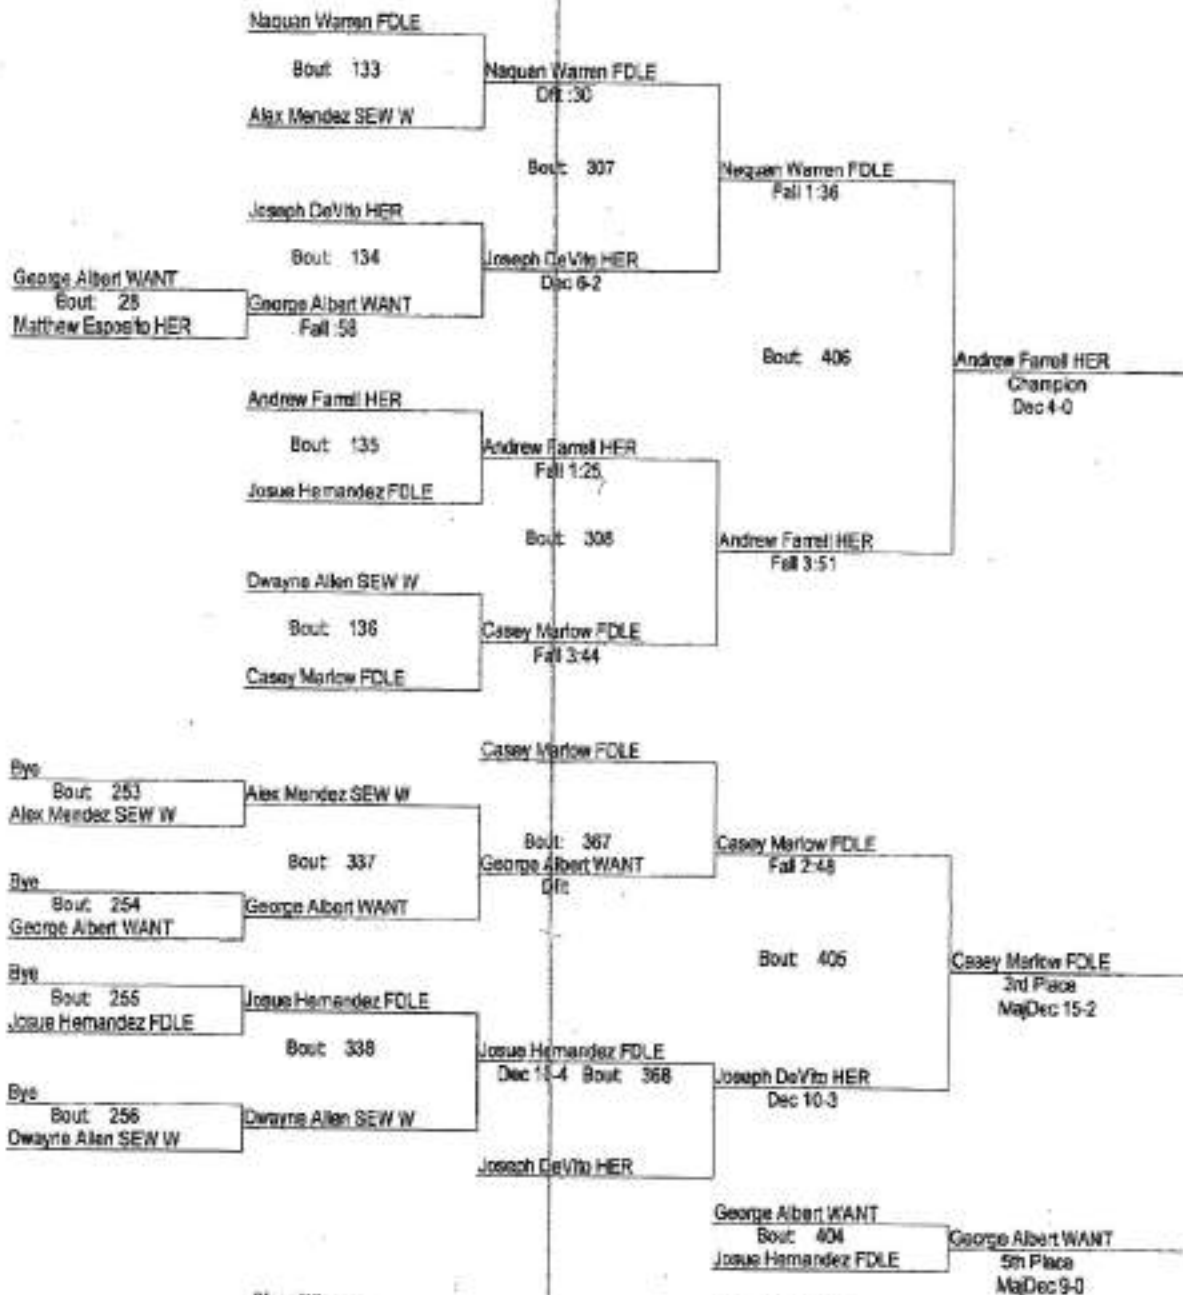 Naquan Warren FDLE
Bout: 133
Naquan Warren FDLE
Dflt :30
Alex Mendez SEW W
Bout: 307
Naquan Warren FDLE
Fall 1:36
Joseph DeVito HER
Bout: 134
Joseph DeVito HER
Dec 6-2
George Albert WANT
Bout: 28
George Albert WANT
Fall :58
Matthew Esposito HER
Bout: 406
Andrew Farrell HER
Champion
Dec 4-0
Andrew Farrell HER
Bout: 135
Andrew Farrell HER
Fall 1:25
Josue Hernandez FDLE
Bout: 308
Andrew Farrell HER
Fall 3:51
Dwayne Allen SEW W
Bout: 136
Casey Marlow FDLE
Fall 3:44
Casey Marlow FDLE
Casey Marlow FDLE
Bye
Bout: 253
Alex Mendez SEW W
Alex Mendez SEW W
Bout: 367
Casey Marlow FDLE
Fall 2:48
Bout: 337
George Albert WANT
Dflt
Bye
Bout: 254
George Albert WANT
George Albert WANT
Bout: 405
Casey Marlow FDLE
3rd Place
MajDec 15-2
Bye
Bout: 255
Josue Hernandez FDLE
Josue Hernandez FDLE
Bout: 338
Josue Hernandez FDLE
Dec Bout: 368
Joseph DeVito HER
Dec 10-3
Bye
Bout: 256
Dwayne Allen SEW W
Dwayne Allen SEW W
Joseph DeVito HER
George Albert WANT
Bout: 404
George Albert WANT
Josue Hernandez FDLE
5th Place
MajDec 9-0